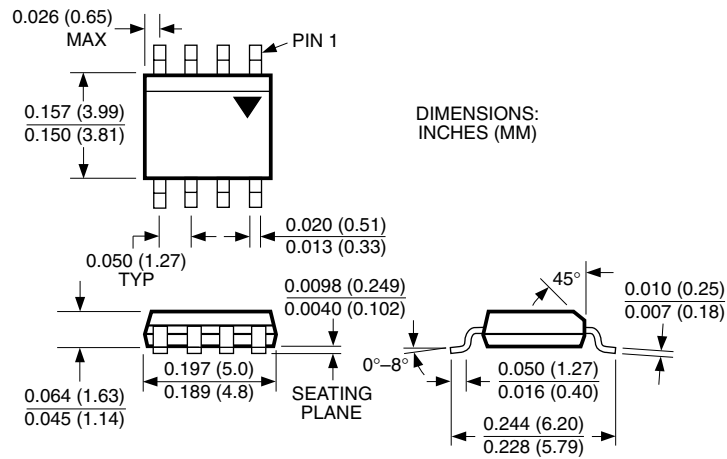 0.026 (0.65)
MAX
PIN 1
0.157 (3.99)
0.150 (3.81)
DIMENSIONS:
INCHES (MM)
0.020 (0.51)
0.013 (0.33)
0.050 (1.27)
TYP
0.0098 (0.249)
0.0040 (0.102)
45°
0.010 (0.25)
0.007 (0.18)
0°–8°
0.064 (1.63)
0.045 (1.14)
0.197 (5.0)
0.189 (4.8)
SEATING
PLANE
0.050 (1.27)
0.016 (0.40)
0.244 (6.20)
0.228 (5.79)